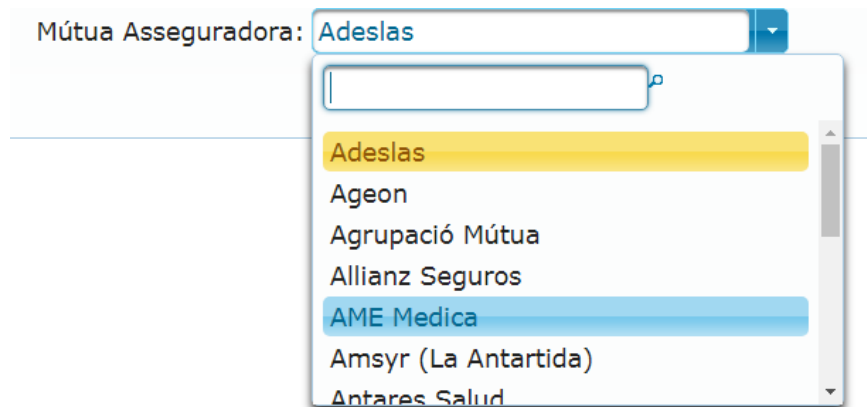 Mútua Asseguradora: Adeslas
Adeslas
Ageon
Agrupació Mútua
Allianz Seguros
AME Medica
Amsyr (La Antartida)
Antares Salud